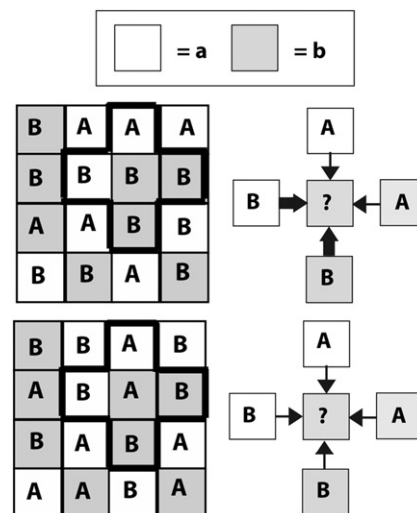 = a = b
B A A A
B B B B
A A B B
B B A B
A
B ? A
B
B B A B
A B A B
B A B A
A A B A
A
B ? A
B